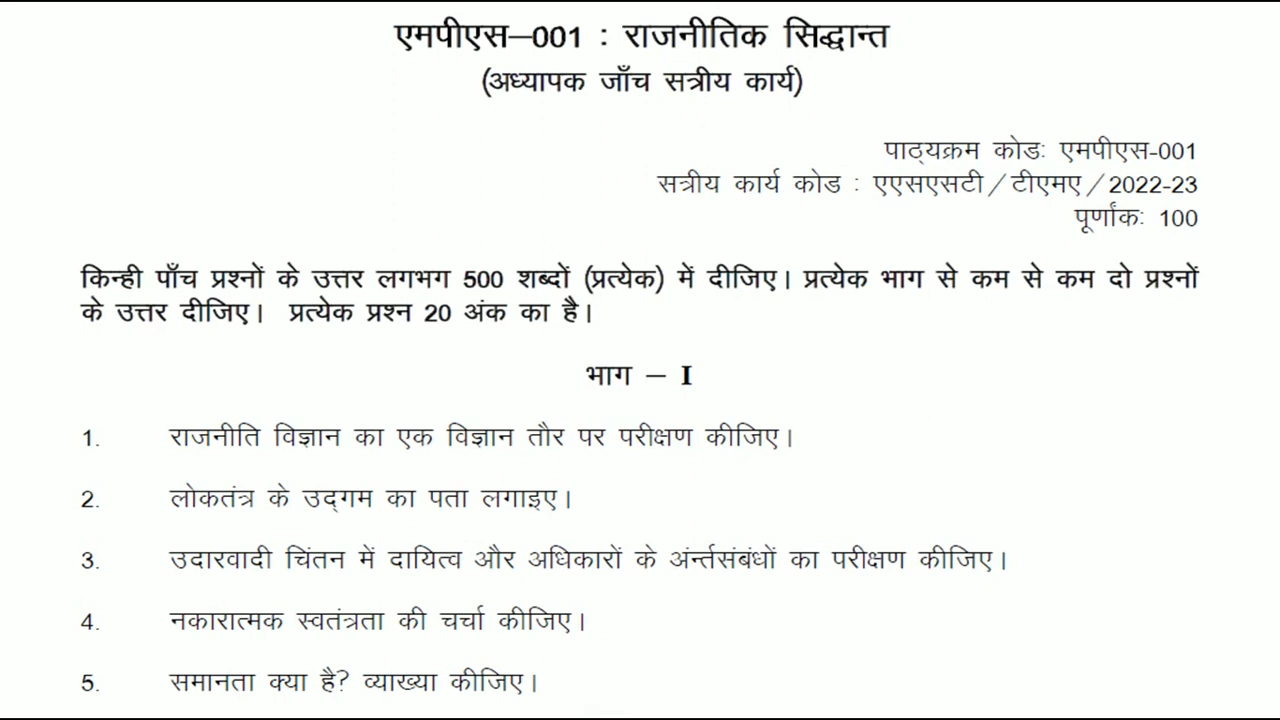 एमपीएस–001 : राजनीतिक सिद्धान्त
(अध्यापक जाँच सत्रीय कार्य)
पाठ्यक्रम कोडः एमपीएस-001
सत्रीय कार्य कोड : एएसएसटी/टीएमए/2022-23
पूर्णांकः 100
किन्ही पाँच प्रश्नों के उत्तर लगभग 500 शब्दों (प्रत्येक) में दीजिए। प्रत्येक भाग से कम से कम दो प्रश्नों
के उत्तर दीजिए। प्रत्येक प्रश्न 20 अंक का है।
भाग – I
1. राजनीति विज्ञान का एक विज्ञान तौर पर परीक्षण कीजिए।
2. लोकतंत्र के उद्गम का पता लगाइए।
3. उदारवादी चिंतन में दायित्व और अधिकारों के अंर्न्तसंबंधों का परीक्षण कीजिए।
4. नकारात्मक स्वतंत्रता की चर्चा कीजिए।
5. समानता क्या है? व्याख्या कीजिए।